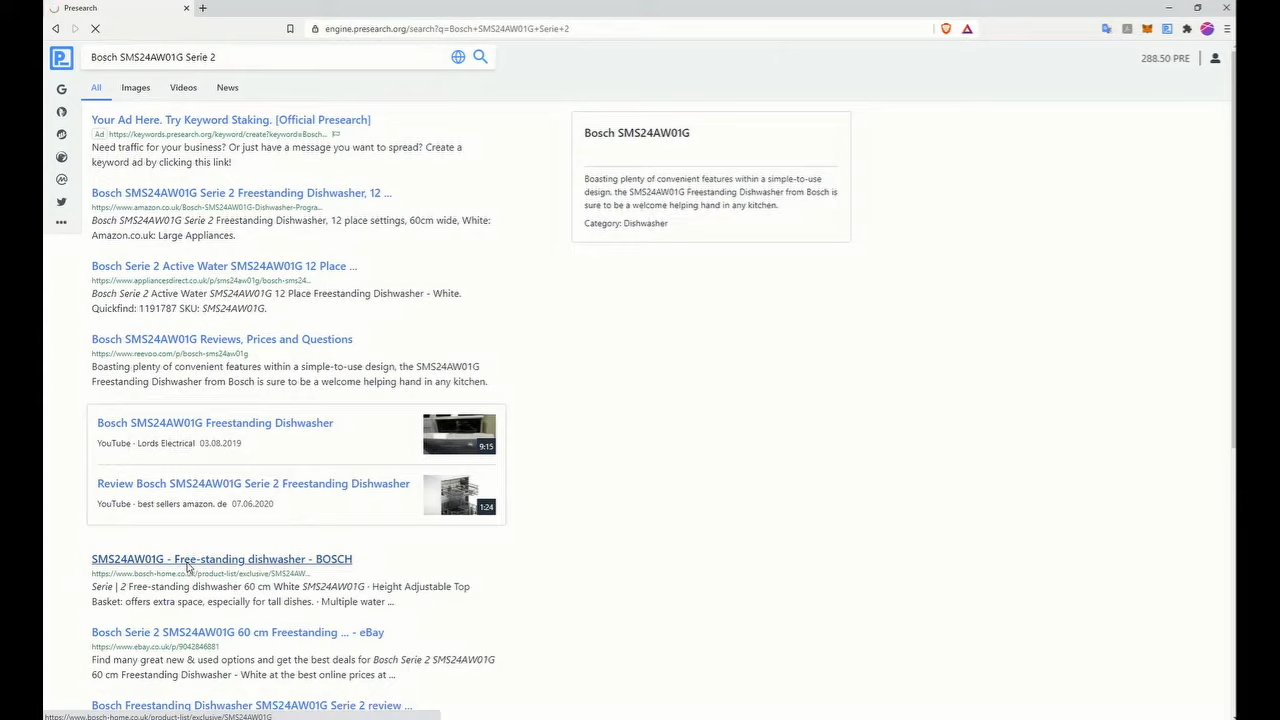 Presearch
engine.presearch.org/search?q=Bosch+SMS24AW01G+Serie+2
Bosch SMS24AW01G Serie 2
288.50 PRE
All
Images
Videos
News
Your Ad Here. Try Keyword Staking. [Official Presearch]
Ad https://keywords.presearch.org/keyword/create?keyword=Bosch...
Need traffic for your business? Or just have a message you want to spread? Create a
keyword ad by clicking this link!
Bosch SMS24AW01G Serie 2 Freestanding Dishwasher, 12 ...
https://www.amazon.co.uk/Bosch-SMS24AW01G-Dishwasher-Progra...
Bosch SMS24AW01G Serie 2 Freestanding Dishwasher, 12 place settings, 60cm wide, White:
Amazon.co.uk: Large Appliances.
Bosch Serie 2 Active Water SMS24AW01G 12 Place ...
https://www.appliancesdirect.co.uk/p/sms24aw01g/bosch-sms24...
Bosch Serie 2 Active Water SMS24AW01G 12 Place Freestanding Dishwasher - White.
Quickfind: 1191787 SKU: SMS24AW01G.
Bosch SMS24AW01G Reviews, Prices and Questions
https://www.reevoo.com/p/bosch-sms24aw01g
Boasting plenty of convenient features within a simple-to-use design, the SMS24AW01G
Freestanding Dishwasher from Bosch is sure to be a welcome helping hand in any kitchen.
Bosch SMS24AW01G Freestanding Dishwasher
YouTube · Lords Electrical 03.08.2019
9:15
Review Bosch SMS24AW01G Serie 2 Freestanding Dishwasher
YouTube · best sellers amazon. de 07.06.2020
1:24
SMS24AW01G - Free-standing dishwasher - BOSCH
https://www.bosch-home.co.uk/product-list/exclusive/SMS24AW...
Serie | 2 Free-standing dishwasher 60 cm White SMS24AW01G · Height Adjustable Top
Basket: offers extra space, especially for tall dishes. · Multiple water ...
Bosch Serie 2 SMS24AW01G 60 cm Freestanding ... - eBay
https://www.ebay.co.uk/p/9042846881
Find many great new & used options and get the best deals for Bosch Serie 2 SMS24AW01G
60 cm Freestanding Dishwasher - White at the best online prices at ...
Bosch Freestanding Dishwasher SMS24AW01G Serie 2 review ...
https://www.bosch-home.co.uk/product-list/exclusive/SMS24AW01G
Bosch SMS24AW01G
Boasting plenty of convenient features within a simple-to-use
design, the SMS24AW01G Freestanding Dishwasher from Bosch is
sure to be a welcome helping hand in any kitchen.
Category: Dishwasher